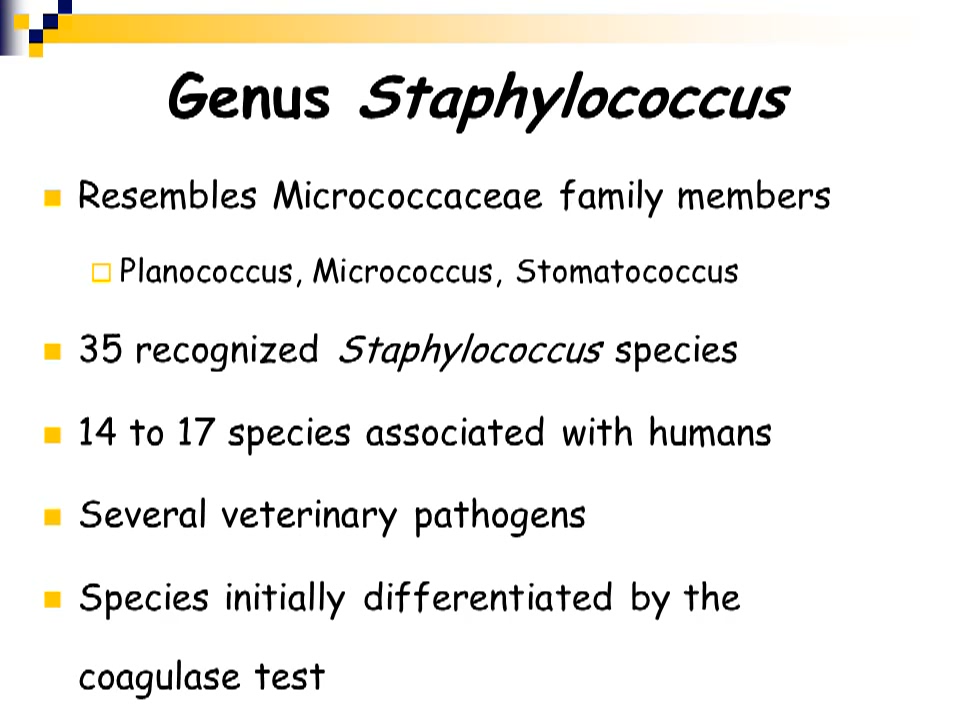 Genus Staphylococcus
Resembles Micrococcaceae family members
Planococcus, Micrococcus, Stomatococcus
35 recognized Staphylococcus species
14 to 17 species associated with humans
Several veterinary pathogens
Species initially differentiated by the
coagulase test